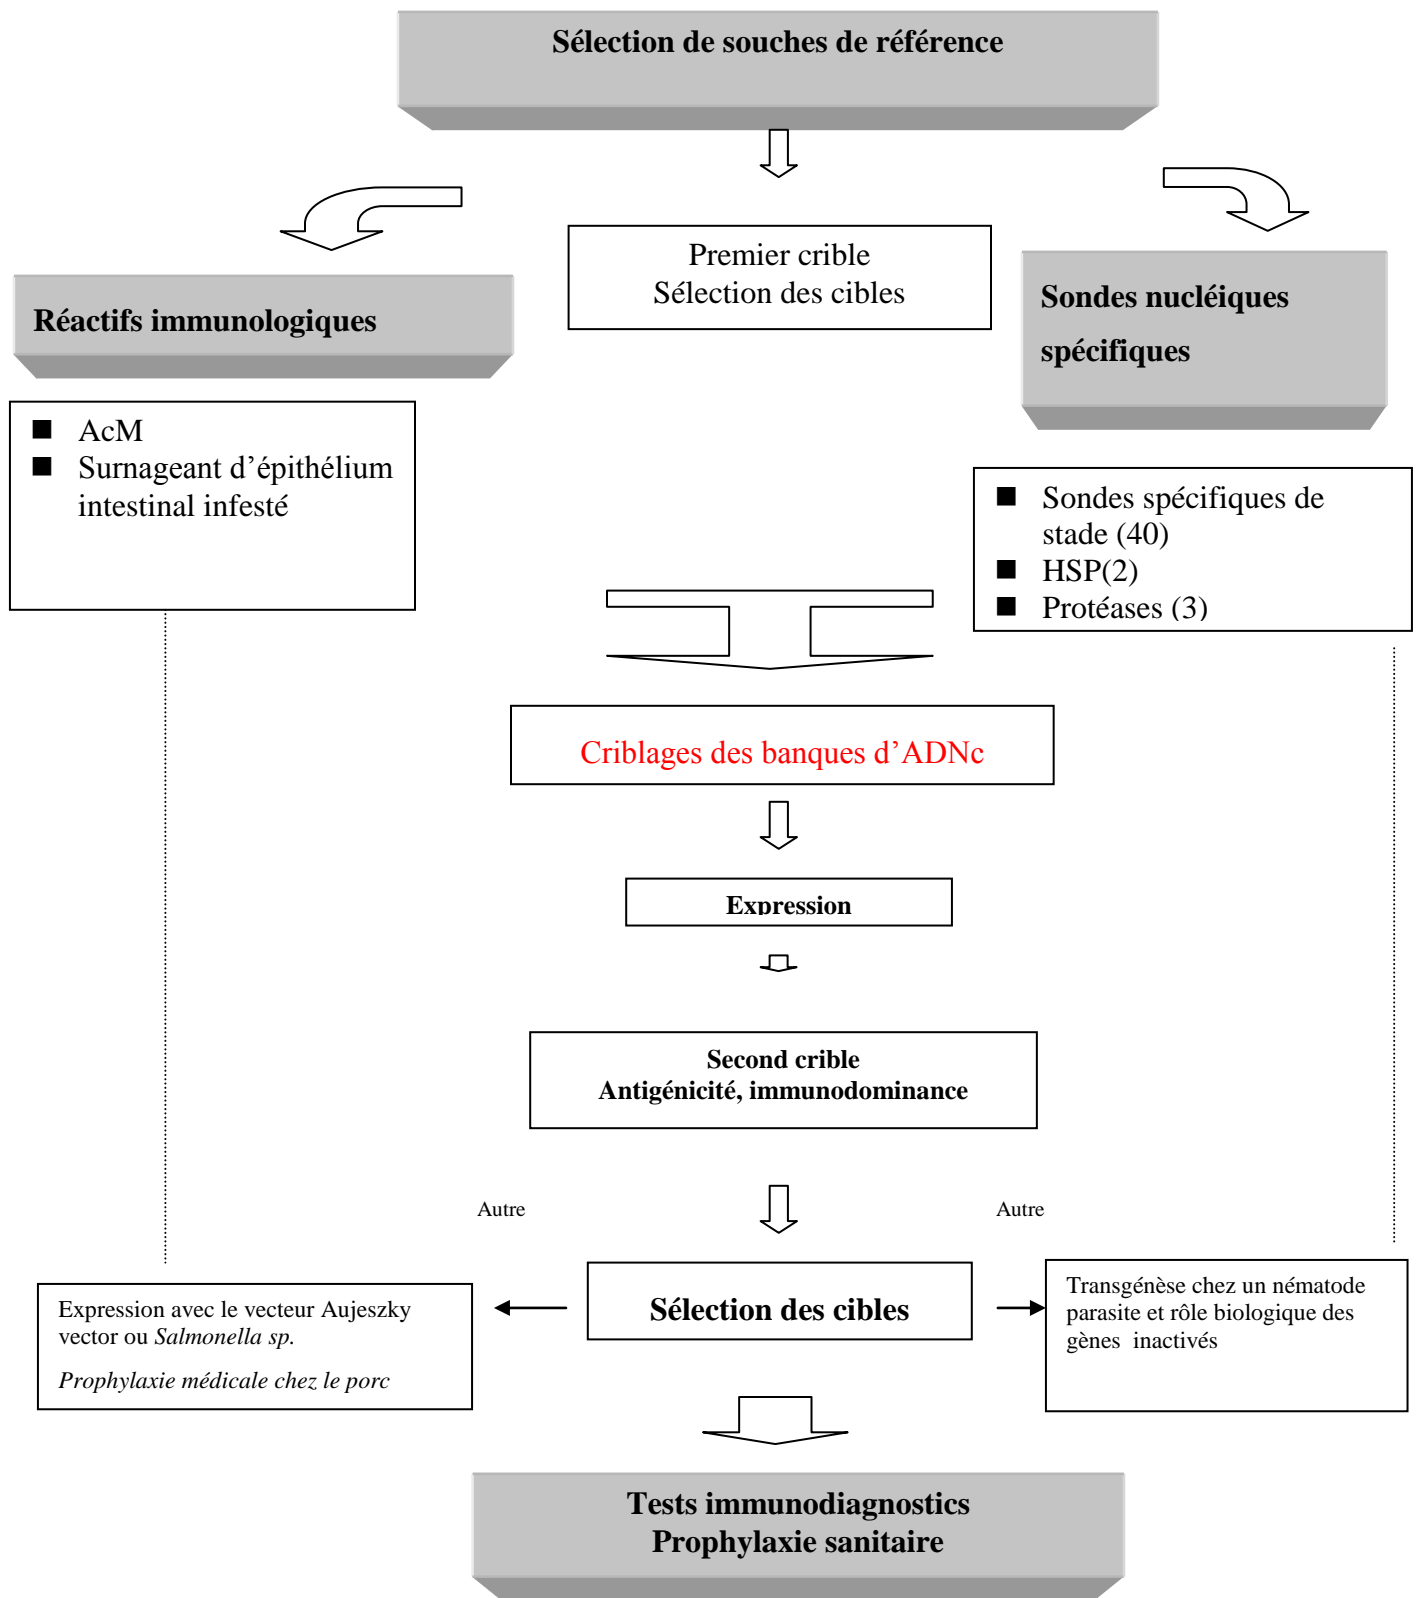 Sélection de souches de référence
Premier crible
Sélection des cibles
Réactifs immunologiques
Sondes nucléiques
spécifiques
■ AcM
■ Surnageant d’épithélium
intestinal infesté
■ Sondes spécifiques de
stade (40)
■ HSP(2)
■ Protéases (3)
Criblages des banques d’ADNc
Expression
Second crible
Antigénicité, immunodominance
Autre
Autre
Expression avec le vecteur Aujeszky
vector ou Salmonella sp.
Prophylaxie médicale chez le porc
Sélection des cibles
Transgénèse chez un nématode
parasite et rôle biologique des
gènes inactivés
Tests immunodiagnostics
Prophylaxie sanitaire